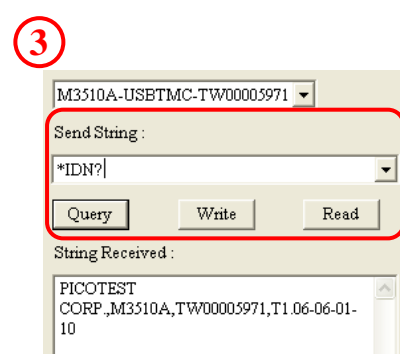 3
M3510A-USBTMC-TW00005971
Send String :
*IDN?
Query Write Read
String Received :
PICOTEST
CORP.,M3510A,TW00005971,T1.06-06-01-
10